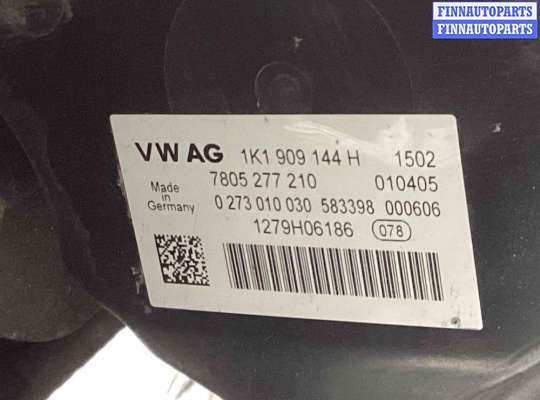 FINNAUTOPARTS
FINNAUTOPARTS
VW AG 1K1 909 144 H 1502
7805 277 210 010405
Made in Germany 0 273 010 030 583398 000606
1279H06186 078